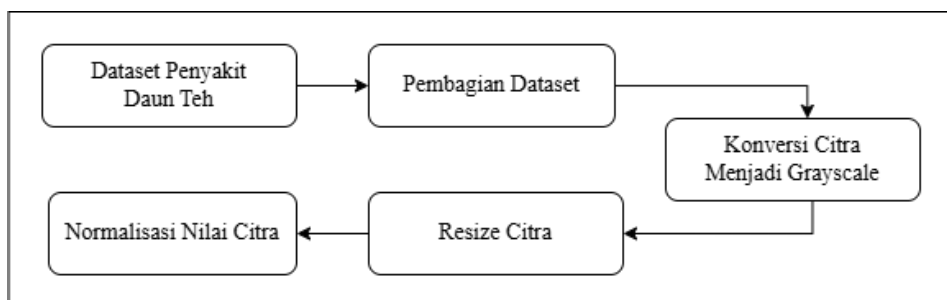 Dataset Penyakit
Daun Teh
Pembagian Dataset
Konversi Citra
Menjadi Grayscale
Resize Citra
Normalisasi Nilai Citra